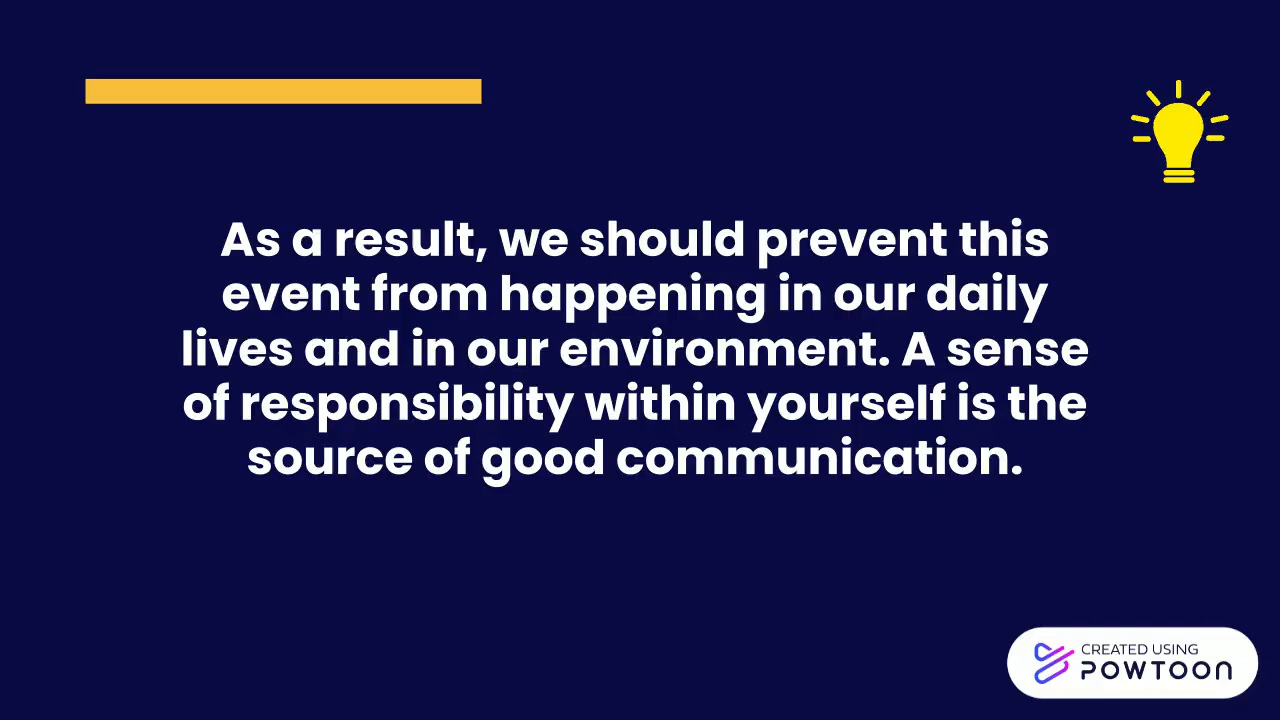 As a result, we should prevent this
event from happening in our daily
lives and in our environment. A sense
of responsibility within yourself is the
source of good communication.
CREATED USING
POWTOON